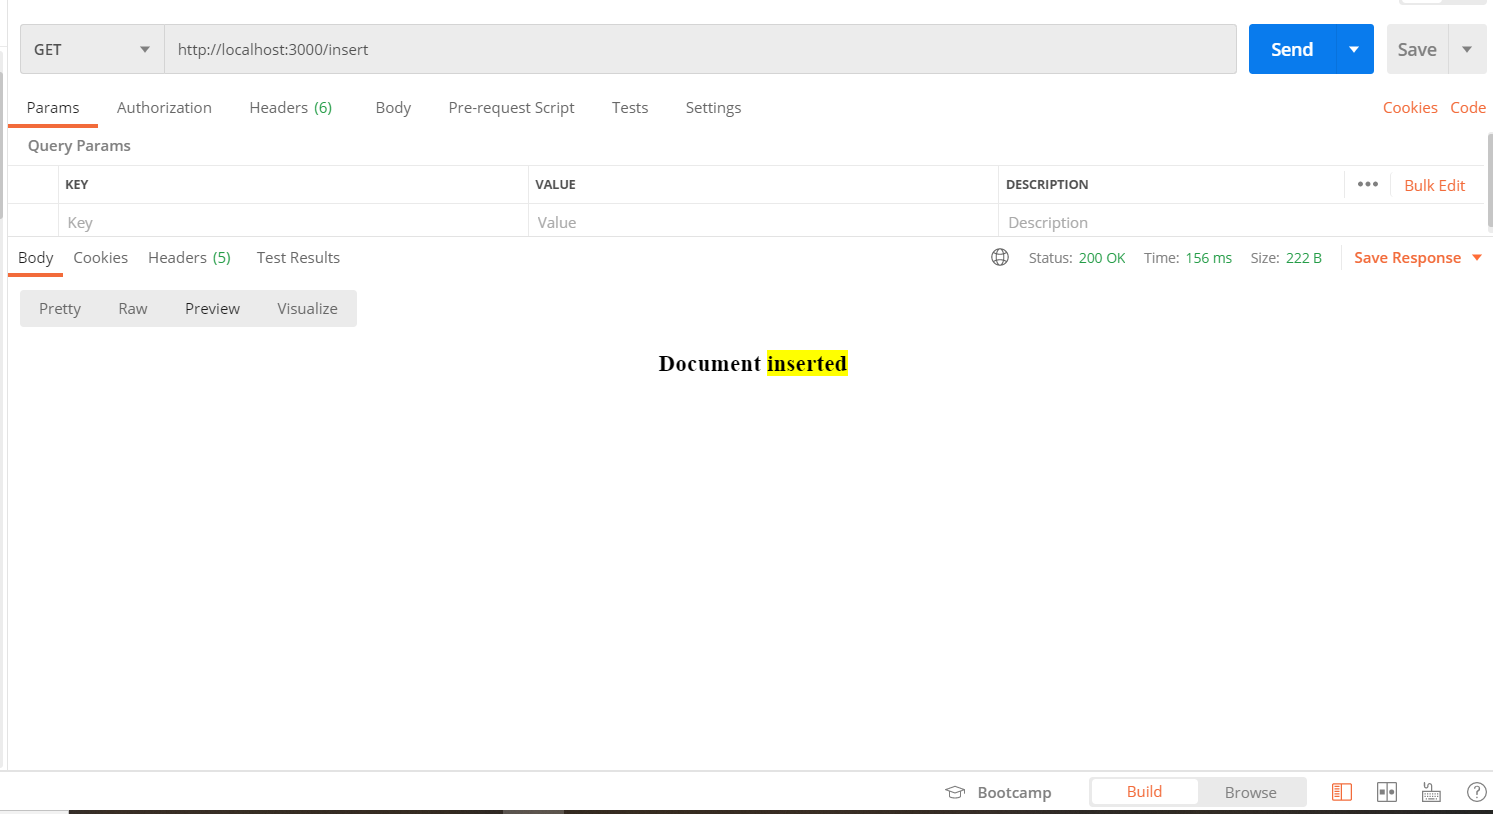 GET http://localhost:3000/insert Send Save
Params Authorization Headers (6) Body Pre-request Script Tests Settings Cookies Code
Query Params
KEY VALUE DESCRIPTION ••• Bulk Edit
Key Value Description
Body Cookies Headers (5) Test Results Status: 200 OK Time: 156 ms Size: 222 B Save Response
Pretty Raw Preview Visualize
Document inserted
Bootcamp Build Browse ?